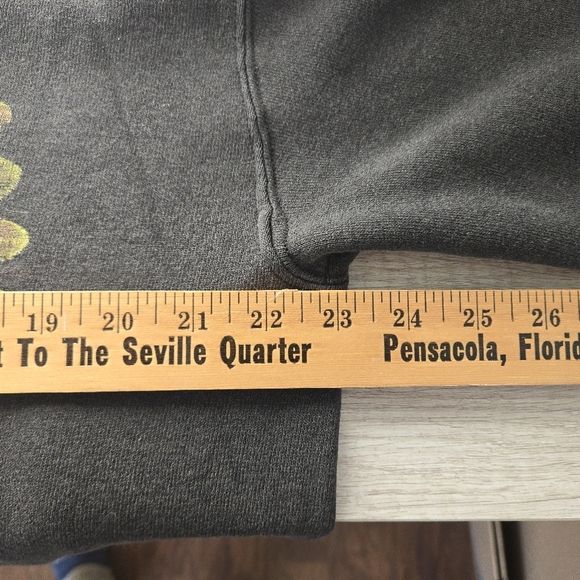 19 20 21 22 23 24 25 26
t To The Seville Quarter Pensacola, Florid